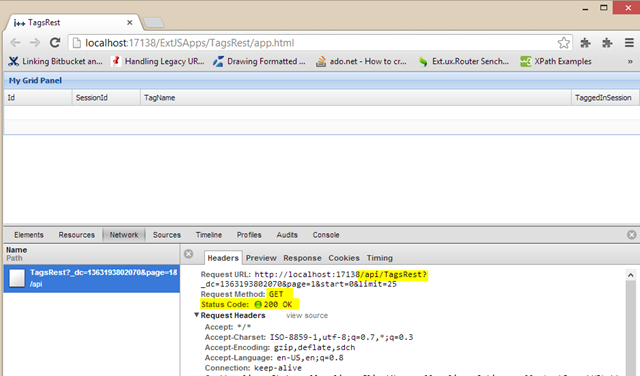 i++ TagsRest
localhost:17138/ExtJSApps/TagsRest/app.html
Linking Bitbucket an... Handling Legacy UR... Drawing Formatted ... ado.net - How to cr... Ext.ux.Router Sench... XPath Examples
My Grid Panel
Id SessionId TagName TaggedInSession
Elements Resources Network Sources Timeline Profiles Audits Console
Name
Path
Headers Preview Response Cookies Timing
TagsRest?_dc=1363193802070&page=1&
/api
Request URL: http://localhost:17138/api/TagsRest?
_dc=1363193802070&page=1&start=0&limit=25
Request Method: GET
Status Code: 200 OK
Request Headers view source
Accept: */*
Accept-Charset: ISO-8859-1,utf-8;q=0.7,*;q=0.3
Accept-Encoding: gzip,deflate,sdch
Accept-Language: en-US,en;q=0.8
Connection: keep-alive